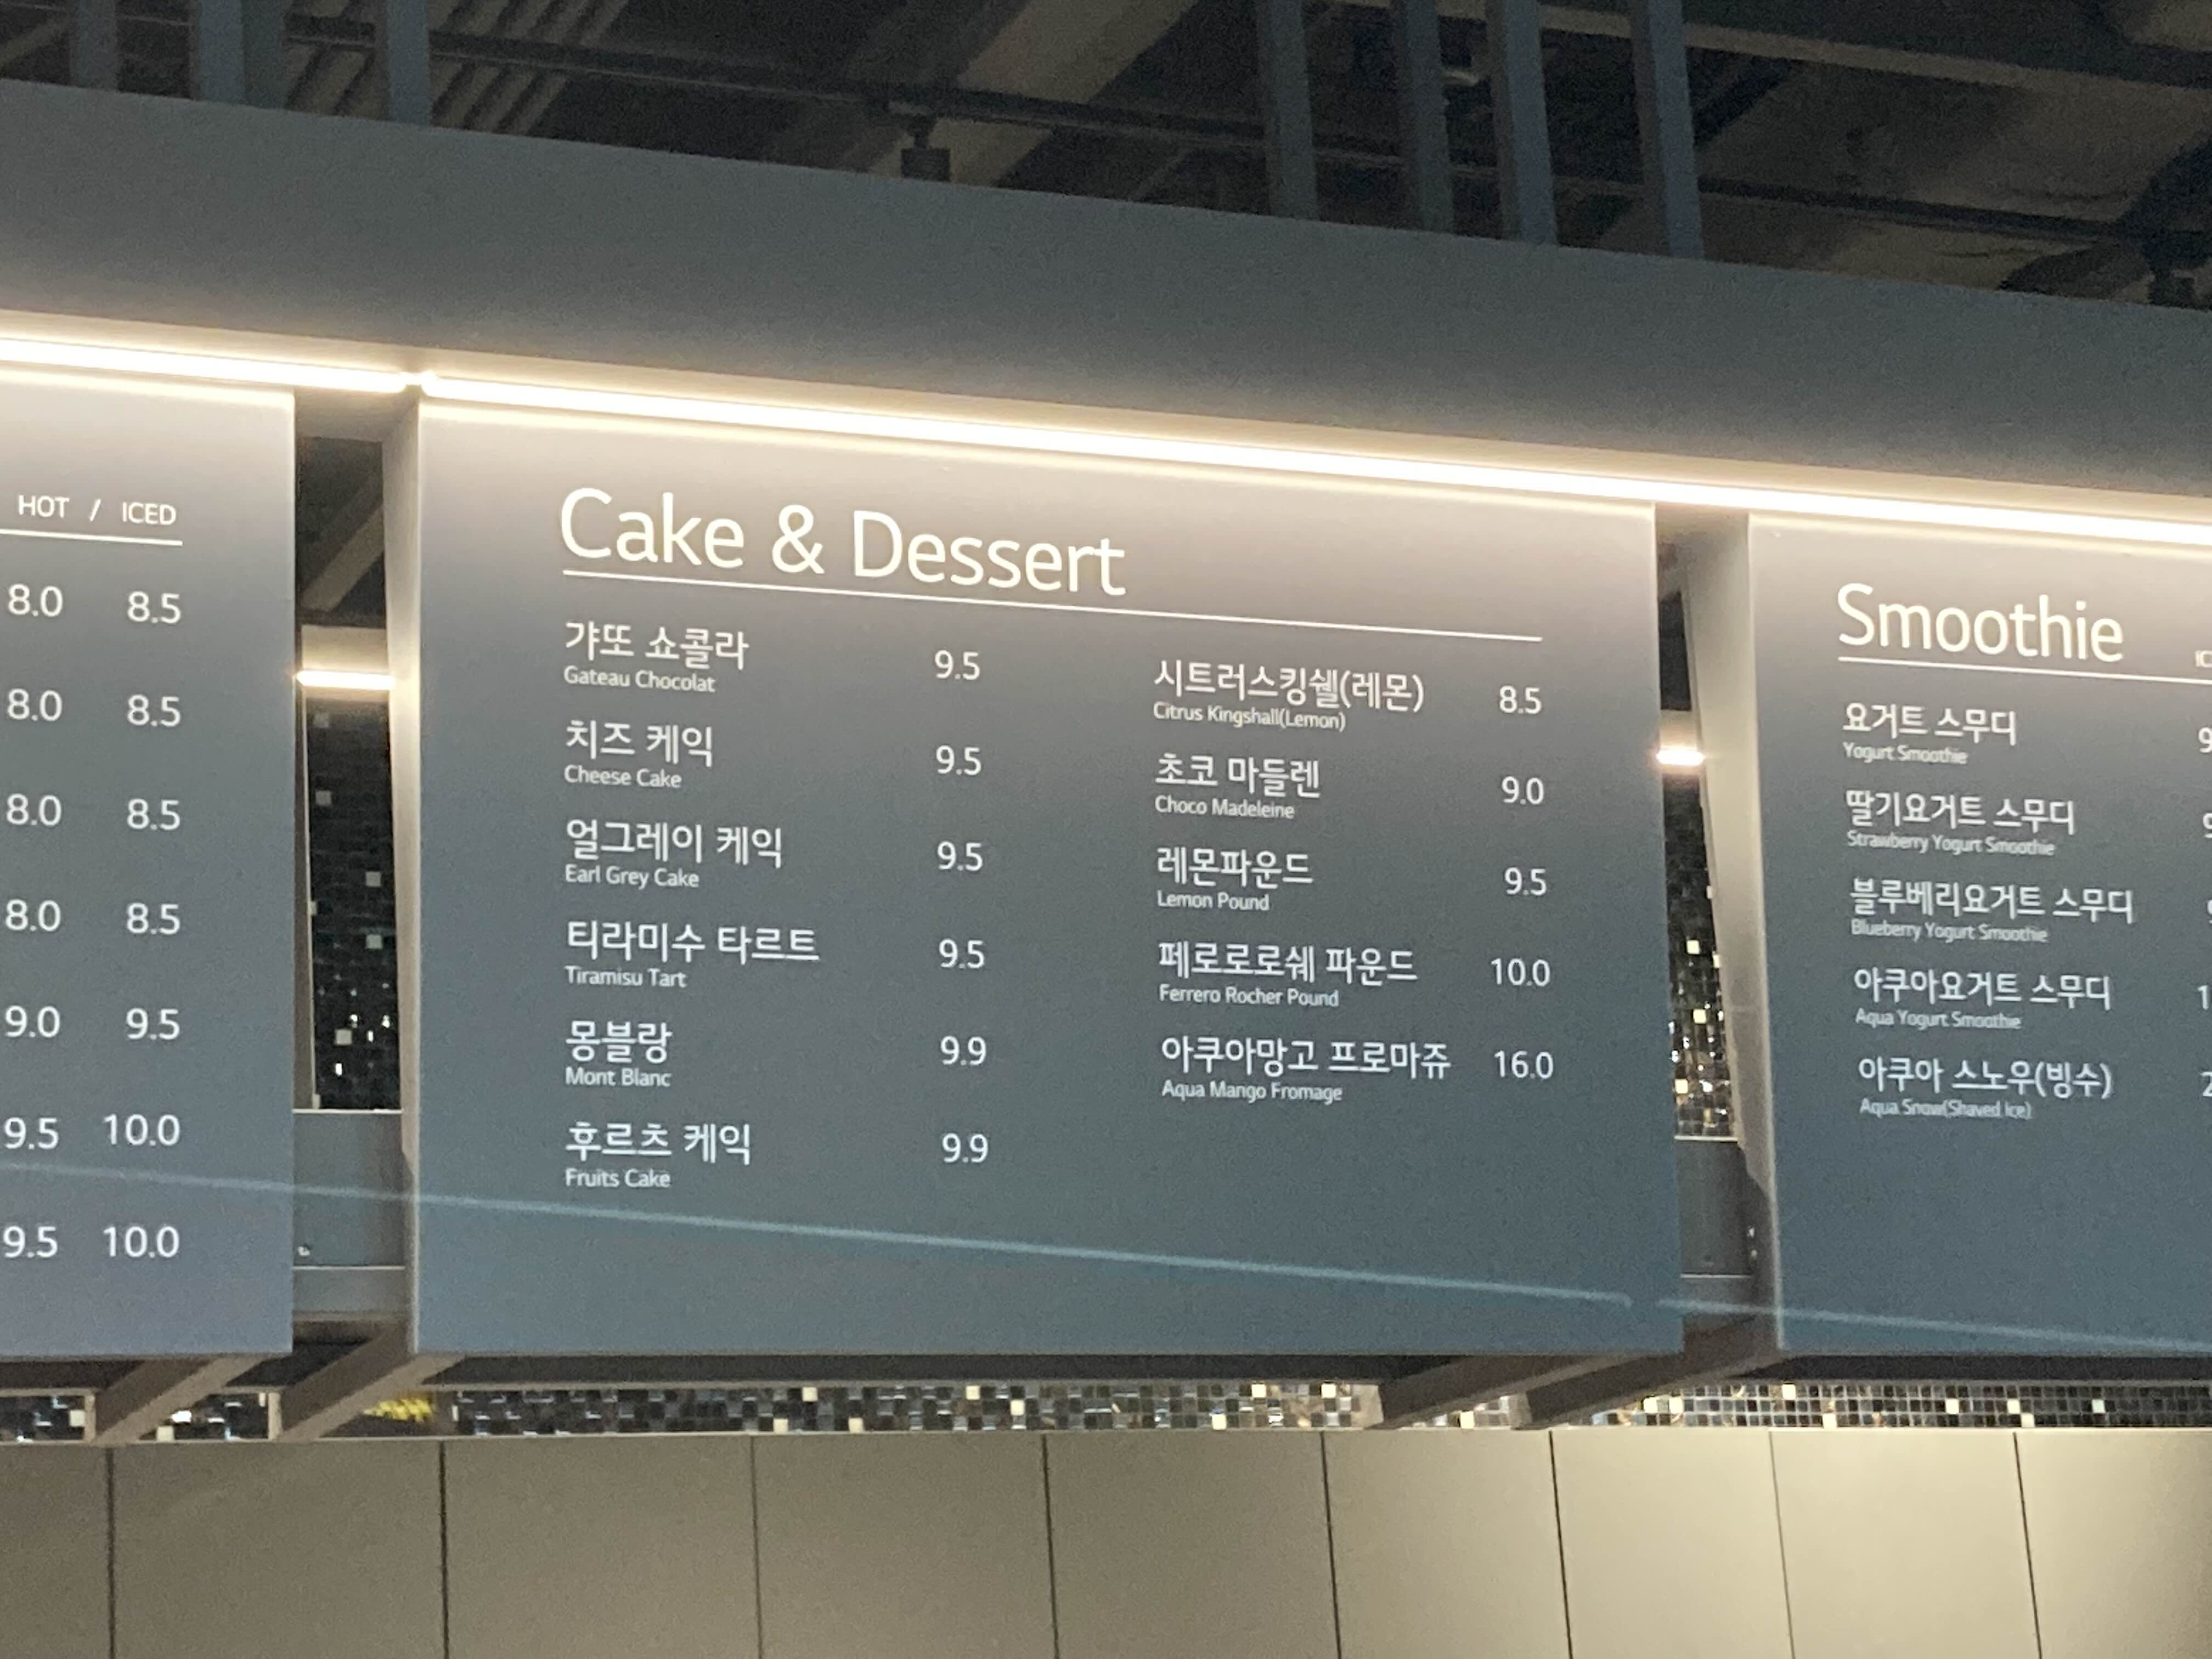 HOT / ICED
8.0 8.5
8.0 8.5
8.0 8.5
8.0 8.5
9.0 9.5
9.5 10.0
9.5 10.0
Cake & Dessert
갸또 쇼콜라 9.5
Gateau Chocolat
치즈 케익 9.5
Cheese Cake
얼그레이 케익 9.5
Earl Grey Cake
티라미수 타르트 9.5
Tiramisu Tart
몽블랑 9.9
Mont Blanc
후르츠 케익 9.9
Fruits Cake
시트러스킹쉘(레몬) 8.5
Citrus Kingshall(Lemon)
초코 마들렌 9.0
Choco Madeleine
레몬파운드 9.5
Lemon Pound
페로로로쉐 파운드 10.0
Ferrero Rocher Pound
아쿠아망고 프로마쥬 16.0
Aqua Mango Fromage
Smoothie
요거트 스무디
Yogurt Smoothie
딸기요거트 스무디
Strawberry Yogurt Smoothie
블루베리요거트 스무디
Blueberry Yogurt Smoothie
아쿠아요거트 스무디
Aqua Yogurt Smoothie
아쿠아 스노우(빙수)
Aqua Snow(Shaved Ice)